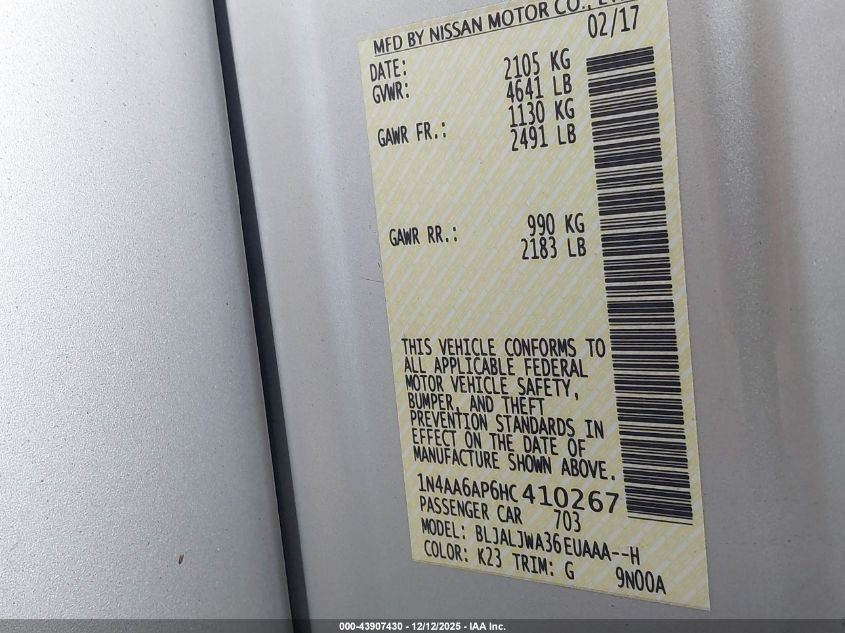 MFD BY NISSAN MOTOR CO.,
DATE: 02/17
GVWR: 2105 KG
4641 LB
GAWR FR.: 1130 KG
2491 LB
GAWR RR.: 990 KG
2183 LB
THIS VEHICLE CONFORMS TO
ALL APPLICABLE FEDERAL
MOTOR VEHICLE SAFETY,
BUMPER, AND THEFT
PREVENTION STANDARDS IN
EFFECT ON THE DATE OF
MANUFACTURE SHOWN ABOVE.
1N4AA6AP6HC410267
PASSENGER CAR 703
MODEL: BLJALJWA36EUAAA--H
COLOR: K23 TRIM: G 9N00A
000-43907430 - 12/12/2025 - IAA Inc.